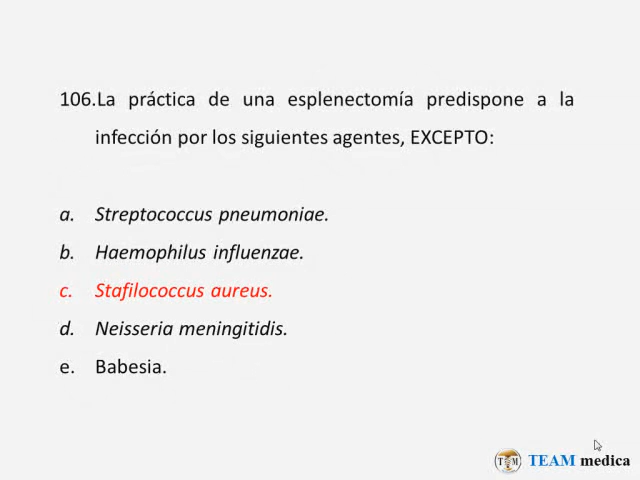 106.La práctica de una esplenectomía predispone a la
infección por los siguientes agentes, EXCEPTO:
a. Streptococcus pneumoniae.
b. Haemophilus influenzae.
c. Stafilococcus aureus.
d. Neisseria meningitidis.
e. Babesia.
TEAM medica